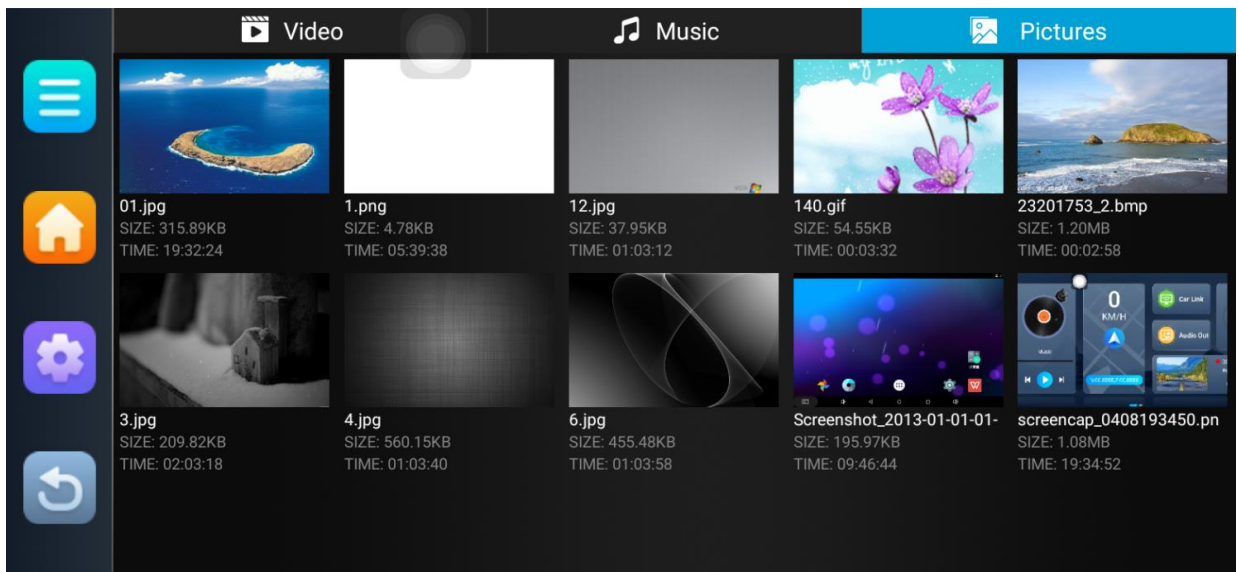 Video
Music
Pictures
my
01.jpg
SIZE: 315.89KB
TIME: 19:32:24
1.png
SIZE: 4.78KB
TIME: 05:39:38
12.jpg
SIZE: 37.95KB
TIME: 01:03:12
140.gif
SIZE: 54.55KB
TIME: 00:03:32
23201753_2.bmp
SIZE: 1.20MB
TIME: 00:02:58
0
KM/H
Car Link
Audio Out
Music
3.jpg
SIZE: 209.82KB
TIME: 02:03:18
4.jpg
SIZE: 560.15KB
TIME: 01:03:40
6.jpg
SIZE: 455.48KB
TIME: 01:03:58
Screenshot_2013-01-01-01-
SIZE: 195.97KB
TIME: 09:46:44
screencap_0408193450.pn
SIZE: 1.08MB
TIME: 19:34:52